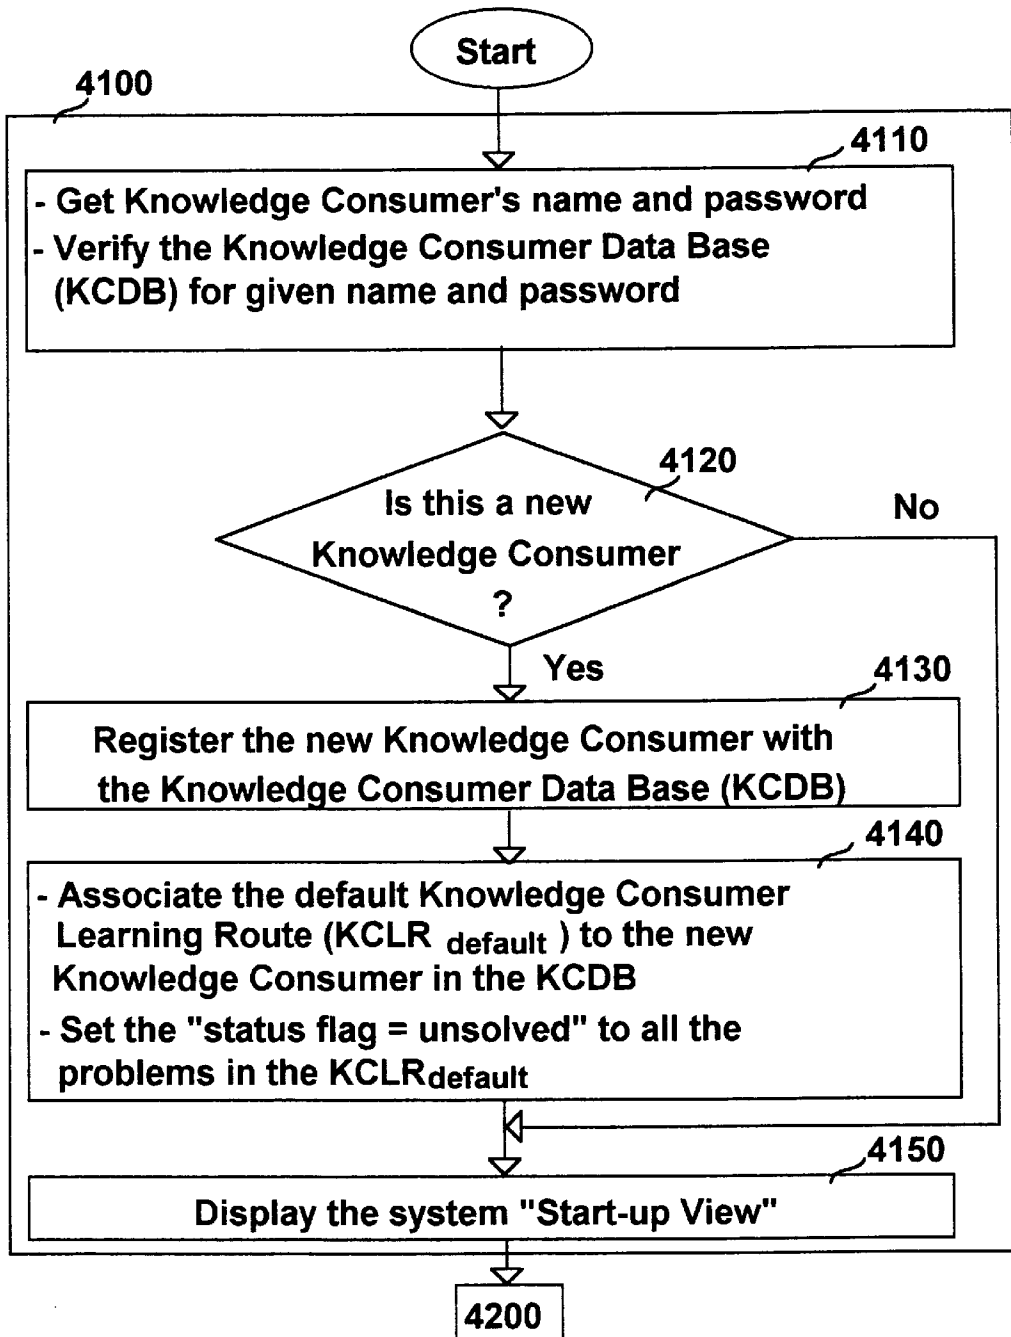 Start
4100
4110
- Get Knowledge Consumer's name and password
- Verify the Knowledge Consumer Data Base
(KCDB) for given name and password
4120
Is this a new
Knowledge Consumer
?
No
Yes
4130
Register the new Knowledge Consumer with
the Knowledge Consumer Data Base (KCDB)
4140
- Associate the default Knowledge Consumer
Learning Route (KCLR default ) to the new
Knowledge Consumer in the KCDB
- Set the "status flag = unsolved" to all the
problems in the KCLRdefault
4150
Display the system "Start-up View"
4200